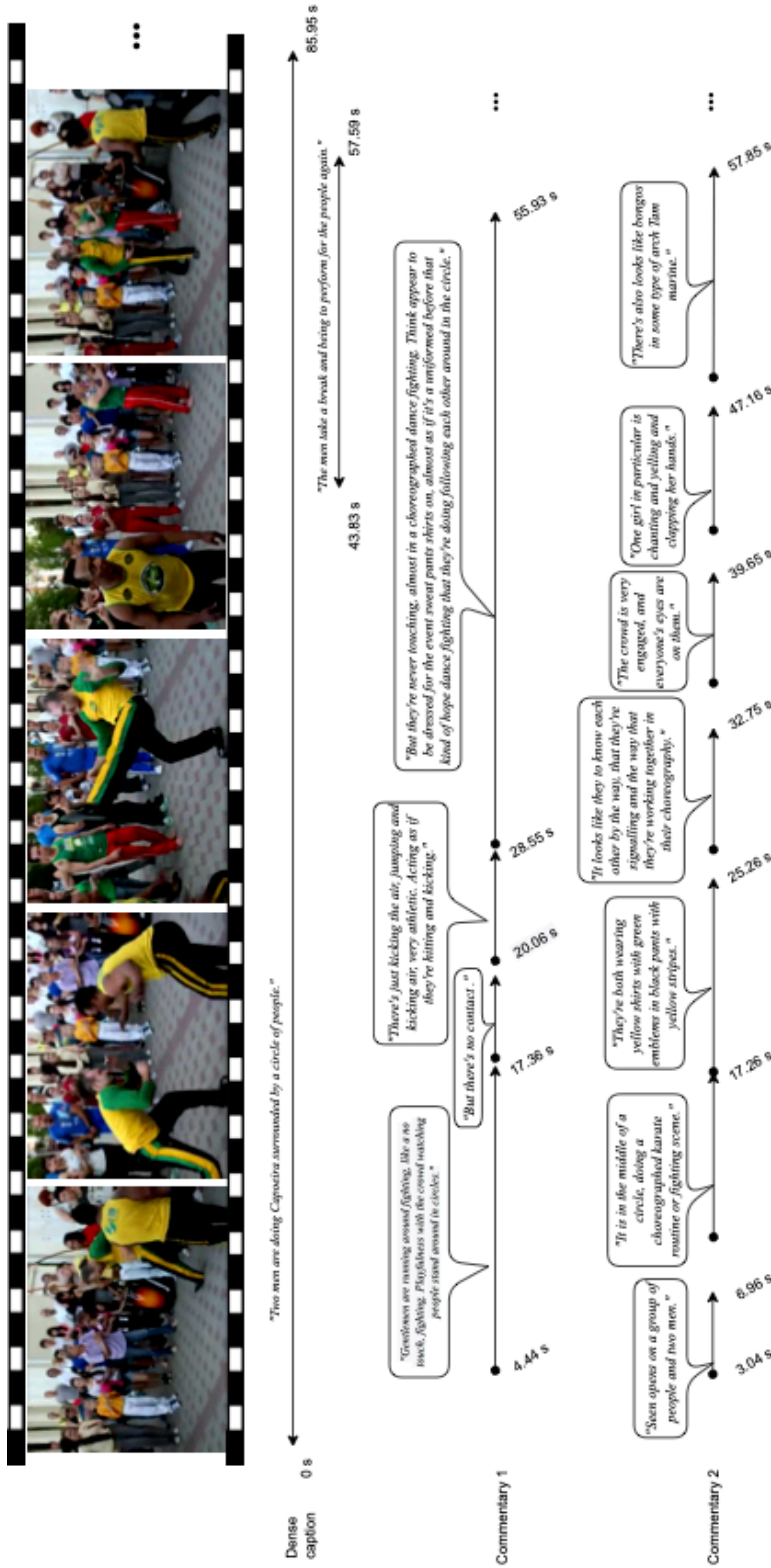 Dense
caption
0 s
"Two men are doing Capoeira surrounded by a circle of people."
85.95 s
43.83 s
"The men take a break and being to perform for the people again."
57.59 s
Commentary 1
"Gentlemen are running around fighting, like a no
touch, fighting. Playfulness with the crowd watching
people stand around in circles."
"But there's no contact ."
"There's just kicking the air, jumping and
kicking air, very athletic. Acting as if
they're hitting and kicking."
"But they're never touching, almost in a choreographed dance fighting. Think appear to
be dressed for the event sweat pants shirts on, almost as if it's a uniformed before that
kind of hope dance fighting that they're doing following each other around in the circle."
4.44 s
17.36 s
20.06 s
28.55 s
55.93 s
Commentary 2
"Seen opens on a group of
people and two men."
"It is in the middle of a
circle, doing a
choreographed karate
routine or fighting scene."
"They're both wearing
yellow shirts with green
emblems in black pants with
yellow stripes."
"It looks like they to know each
other by the way, that they're
signalling and the way that
they're working together in
their choreography."
"The crowd is very
engaged, and
everyone's eyes are
on them."
"One girl in particular is
chanting and yelling and
clapping her hands."
"There's also looks like bongos
in some type of arch Tam
marine."
3.04 s
6.96 s
17.26 s
25.26 s
32.75 s
39.65 s
47.16 s
57.85 s